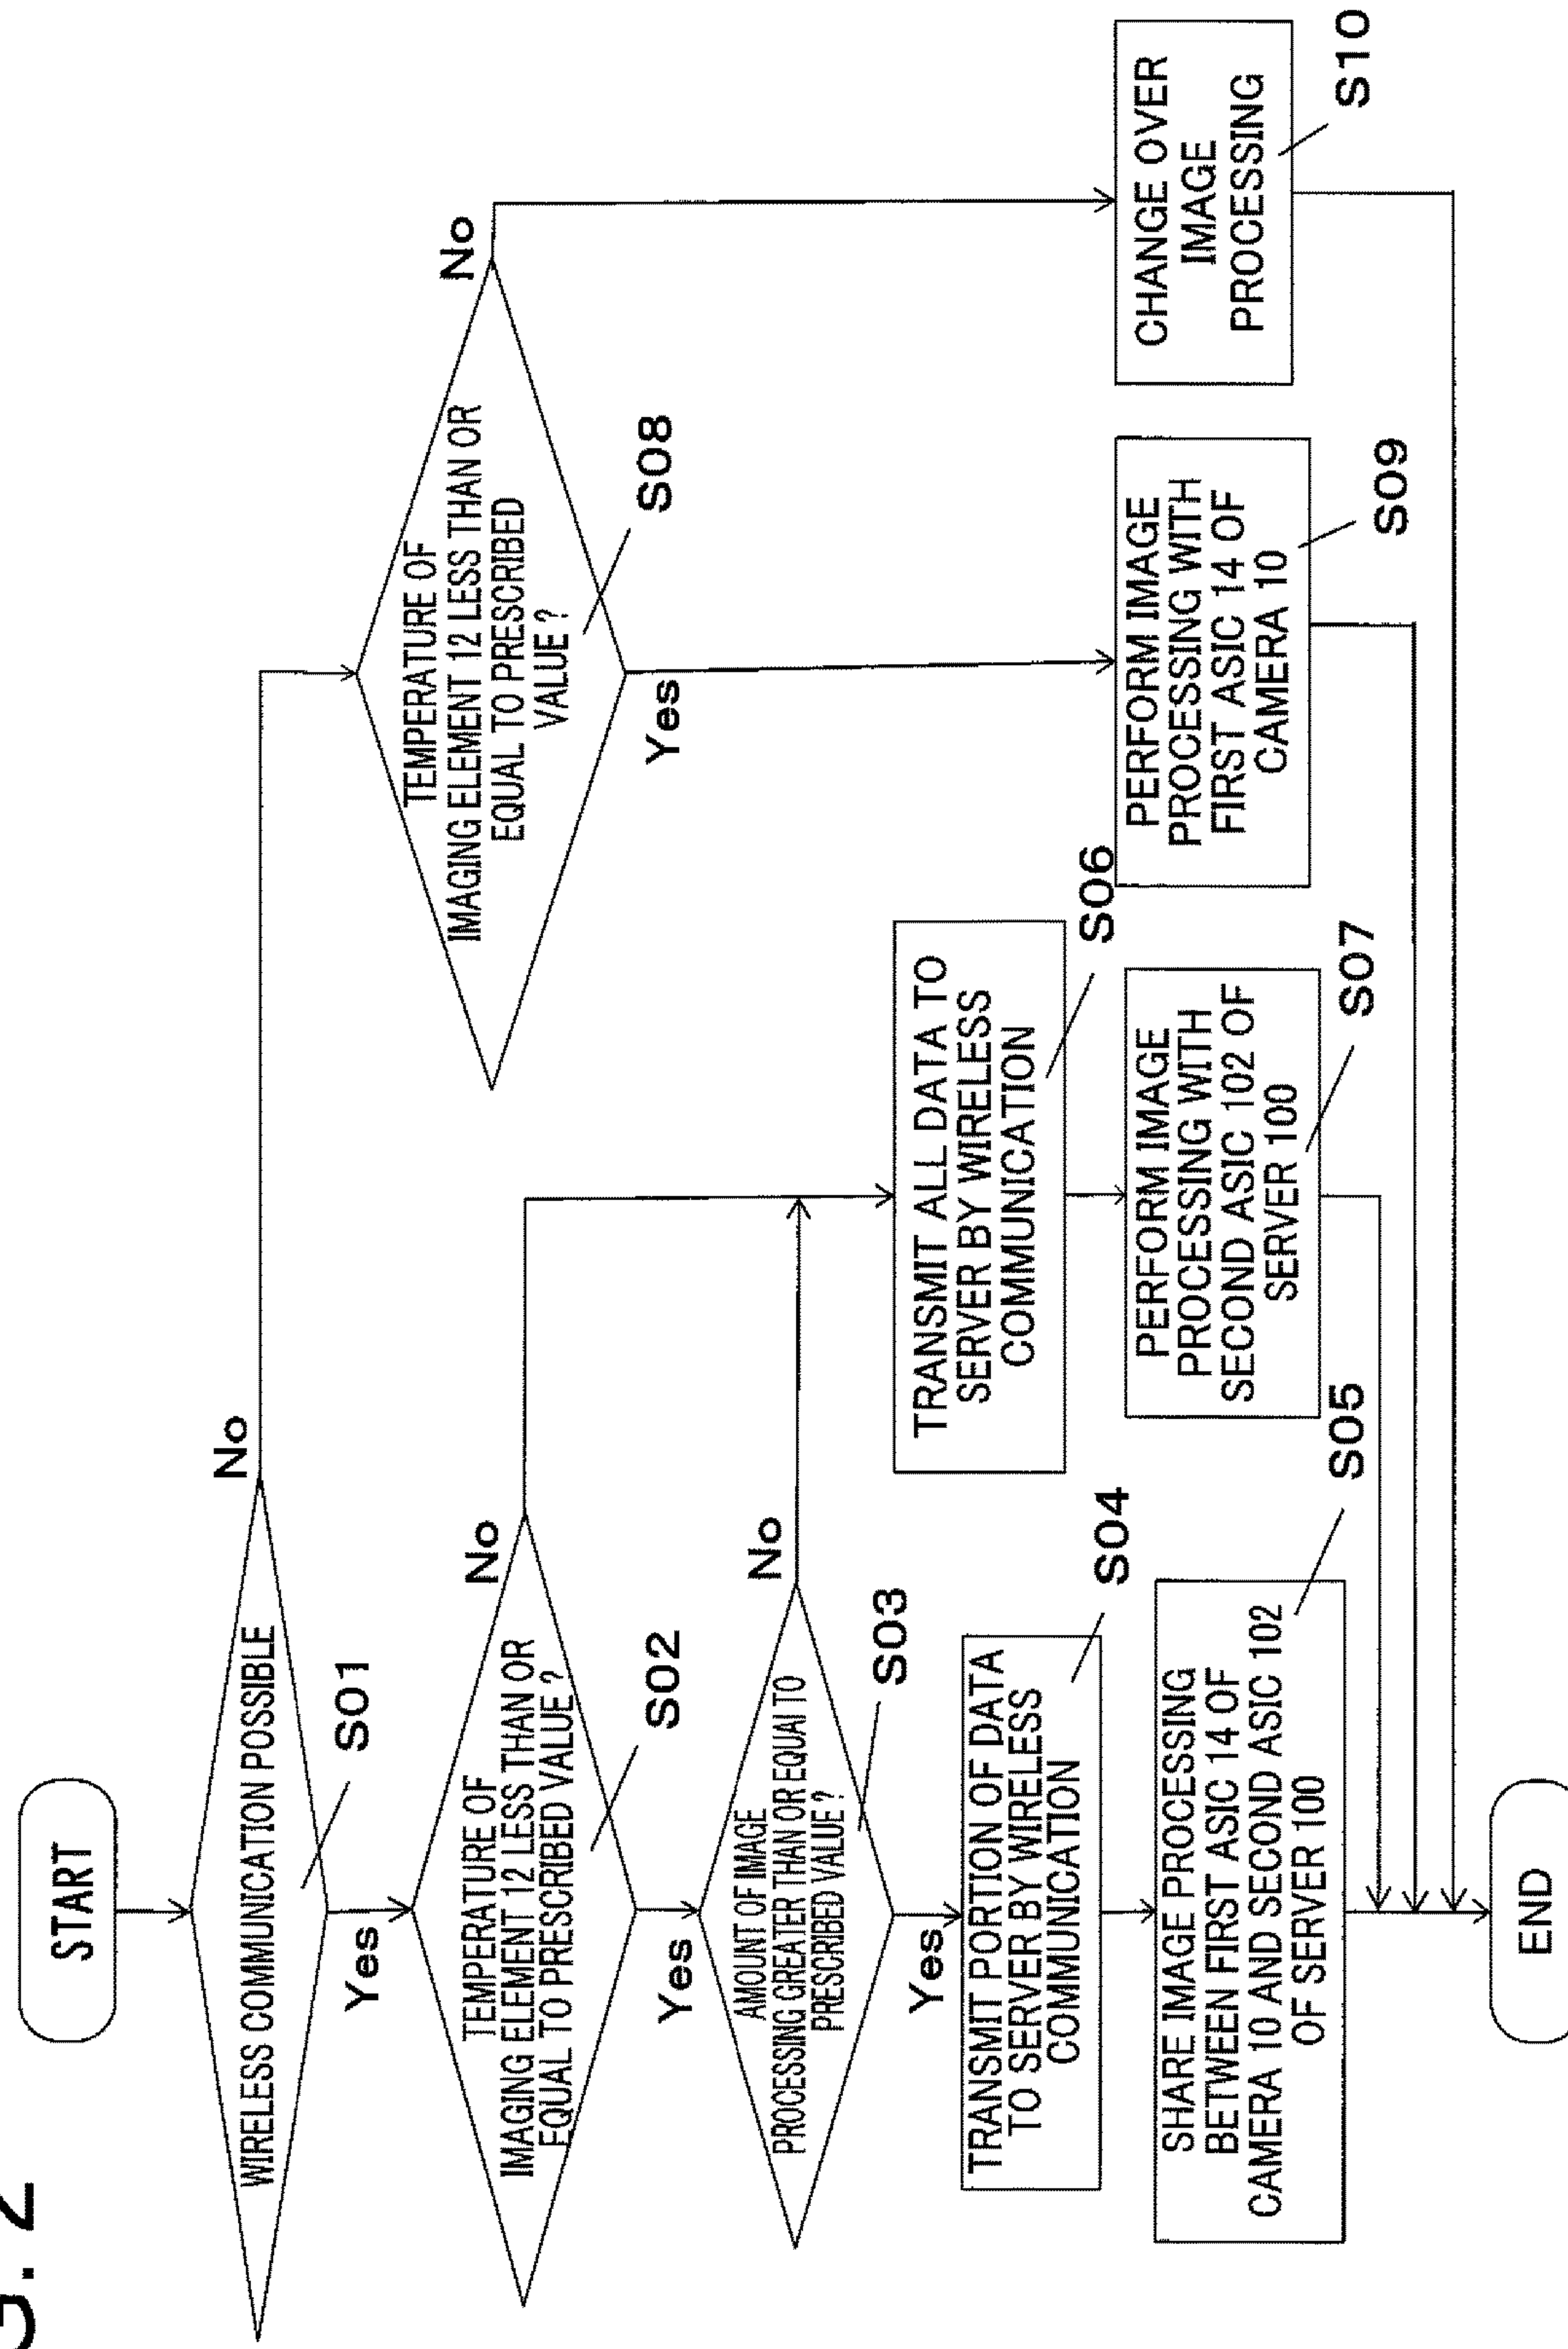 START
WIRELESS COMMUNICATION POSSIBLE
S01
No
Yes
TEMPERATURE OF
IMAGING ELEMENT 12 LESS THAN OR
EQUAL TO PRESCRIBED VALUE ?
S02
No
Yes
AMOUNT OF IMAGE
PROCESSING GREATER THAN OR EQUAL TO
PRESCRIBED VALUE ?
S03
No
Yes
TRANSMIT PORTION OF DATA
TO SERVER BY WIRELESS
COMMUNICATION
S04
SHARE IMAGE PROCESSING
BETWEEN FIRST ASIC 14 OF
CAMERA 10 AND SECOND ASIC 102
OF SERVER 100
S05
TRANSMIT ALL DATA TO
SERVER BY WIRELESS
COMMUNICATION
S06
PERFORM IMAGE
PROCESSING WITH
SECOND ASIC 102 OF
SERVER 100
S07
TEMPERATURE OF
IMAGING ELEMENT 12 LESS THAN OR
EQUAL TO PRESCRIBED
VALUE ?
S08
No
Yes
PERFORM IMAGE
PROCESSING WITH
FIRST ASIC 14 OF
CAMERA 10
S09
CHANGE OVER
IMAGE
PROCESSING
S10
END